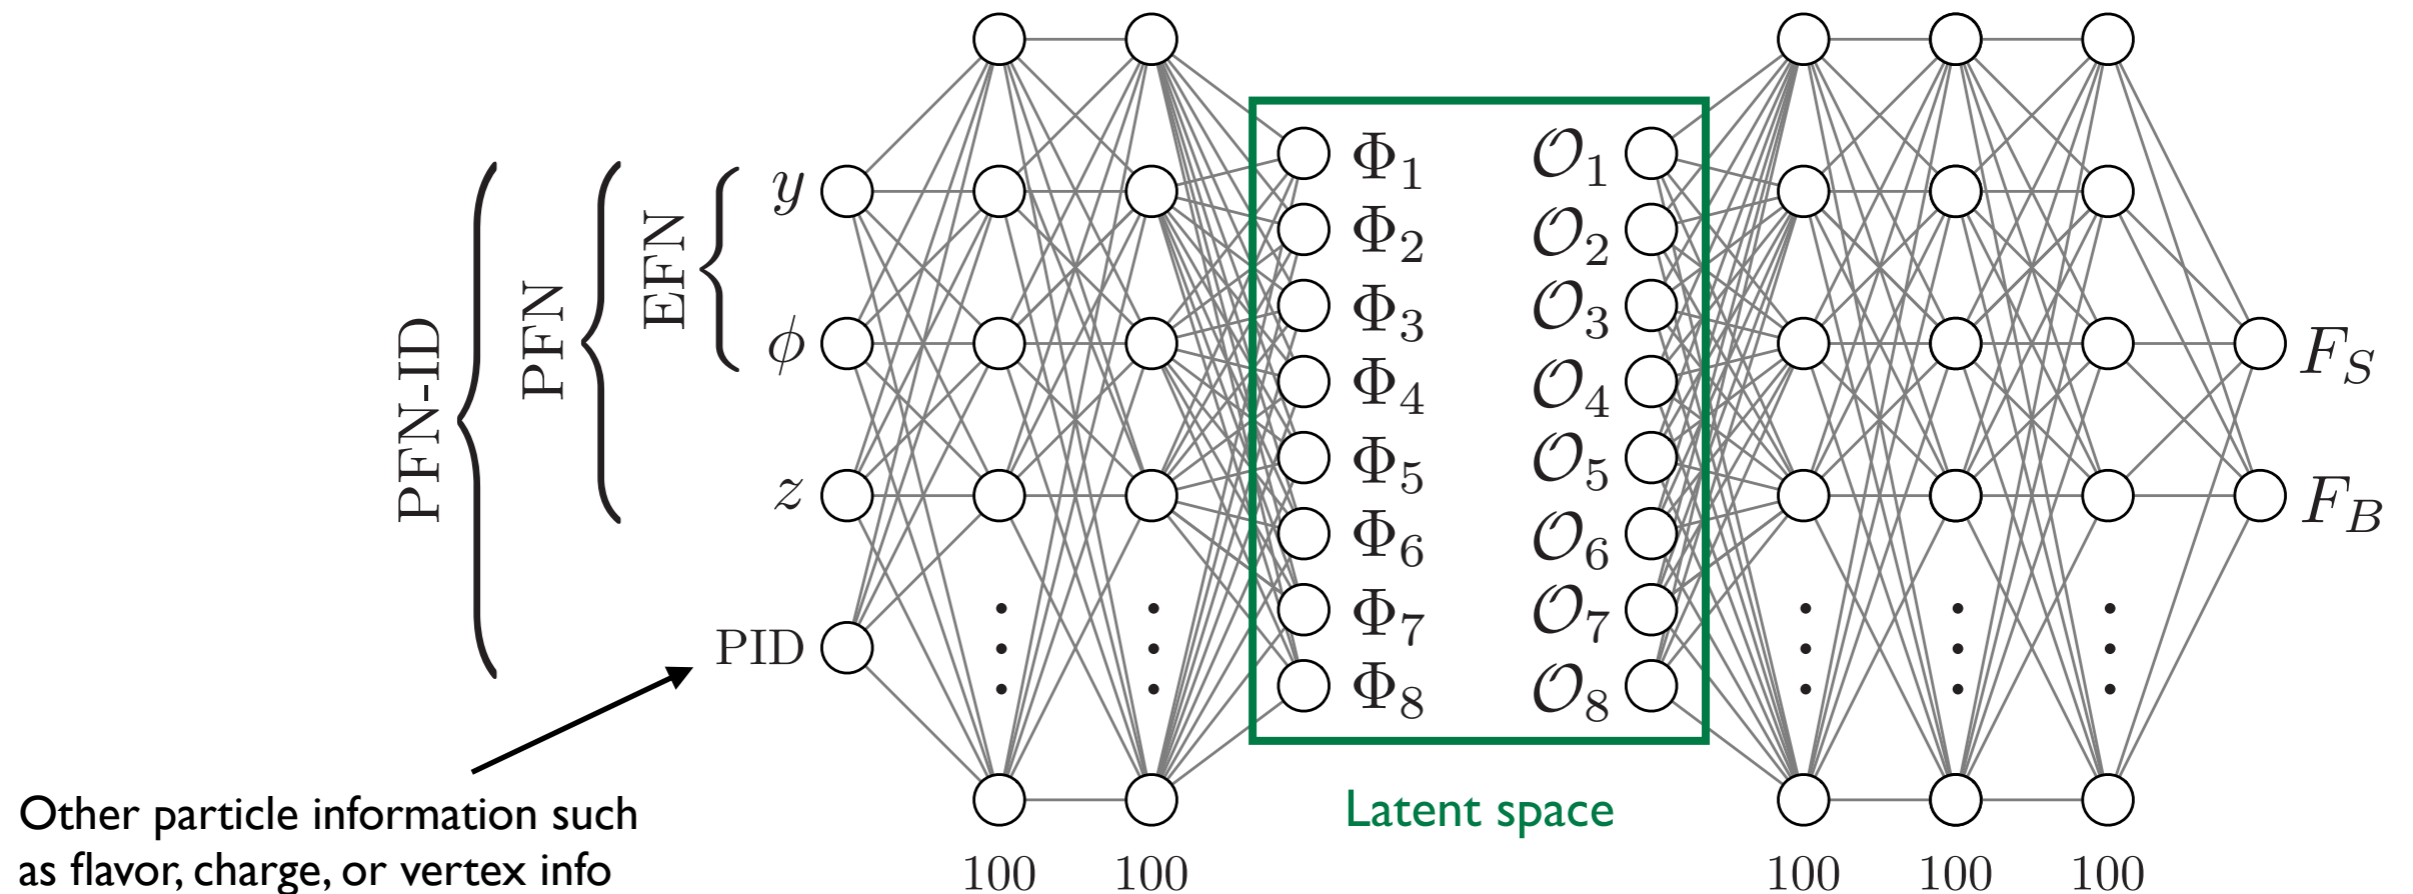 PFN-ID
PFN
EFN
y
ϕ
z
PID
Φ₁
Φ₂
Φ₃
Φ₄
Φ₅
Φ₆
Φ₇
Φ₈
𝒪₁
𝒪₂
𝒪₃
𝒪₄
𝒪₅
𝒪₆
𝒪₇
𝒪₈
F_S
F_B
Other particle information such
as flavor, charge, or vertex info
Latent space
100 100 100 100 100